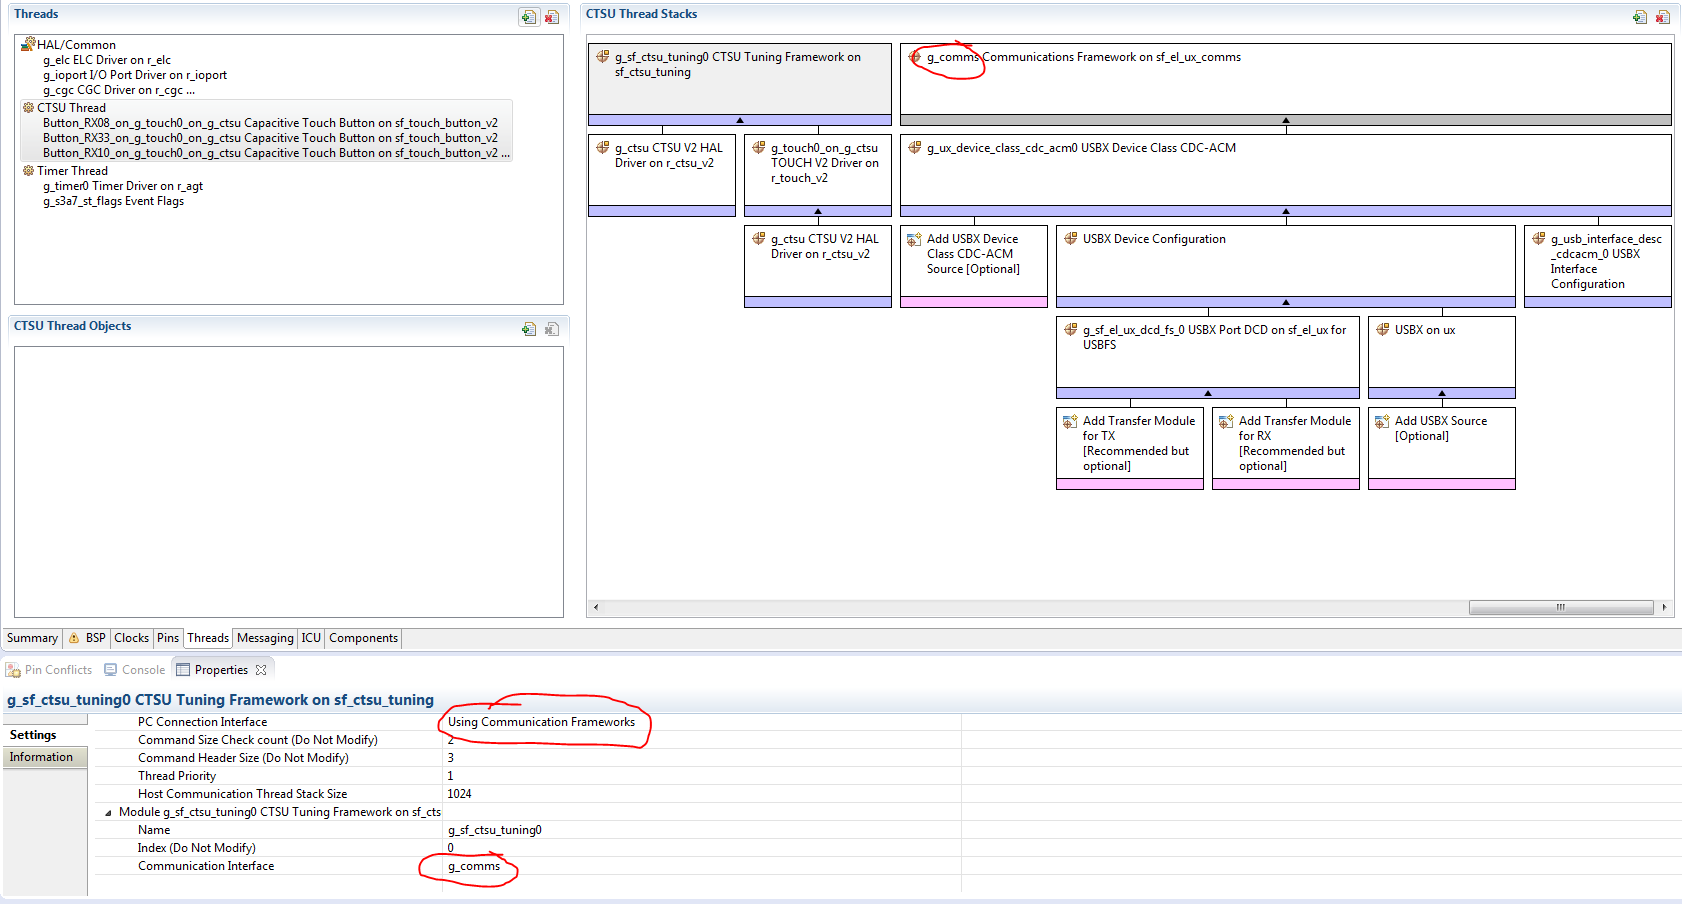 Threads
HAL/Common
g_elc ELC Driver on r_elc
g_ioport I/O Port Driver on r_ioport
g_cgc CGC Driver on r_cgc ...
CTSU Thread
Button_RX08_on_g_touch0_on_g_ctsu Capacitive Touch Button on sf_touch_button_v2
Button_RX33_on_g_touch0_on_g_ctsu Capacitive Touch Button on sf_touch_button_v2
Button_RX10_on_g_touch0_on_g_ctsu Capacitive Touch Button on sf_touch_button_v2 ...
Timer Thread
g_timer0 Timer Driver on r_agt
g_s3a7_st_flags Event Flags
CTSU Thread Objects
CTSU Thread Stacks
g_sf_ctsu_tuning0 CTSU Tuning Framework on
sf_ctsu_tuning
g_comms Communications Framework on sf_el_ux_comms
g_ctsu CTSU V2 HAL
Driver on r_ctsu_v2
g_touch0_on_g_ctsu
TOUCH V2 Driver on
r_touch_v2
g_ux_device_class_cdc_acm0 USBX Device Class CDC-ACM
g_ctsu CTSU V2 HAL
Driver on r_ctsu_v2
Add USBX Device
Class CDC-ACM
Source [Optional]
USBX Device Configuration
g_usb_interface_desc
_cdcacm_0 USBX
Interface
Configuration
g_sf_el_ux_dcd_fs_0 USBX Port DCD on sf_el_ux for
USBFS
USBX on ux
Add Transfer Module
for TX
[Recommended but
optional]
Add Transfer Module
for RX
[Recommended but
optional]
Add USBX Source
[Optional]
Summary BSP Clocks Pins Threads Messaging ICU Components
Pin Conflicts Console Properties
g_sf_ctsu_tuning0 CTSU Tuning Framework on sf_ctsu_tuning
Settings
Information
PC Connection Interface Using Communication Frameworks
Command Size Check count (Do Not Modify) 2
Command Header Size (Do Not Modify) 3
Thread Priority 1
Host Communication Thread Stack Size 1024
Module g_sf_ctsu_tuning0 CTSU Tuning Framework on sf_cts
Name g_sf_ctsu_tuning0
Index (Do Not Modify) 0
Communication Interface g_comms